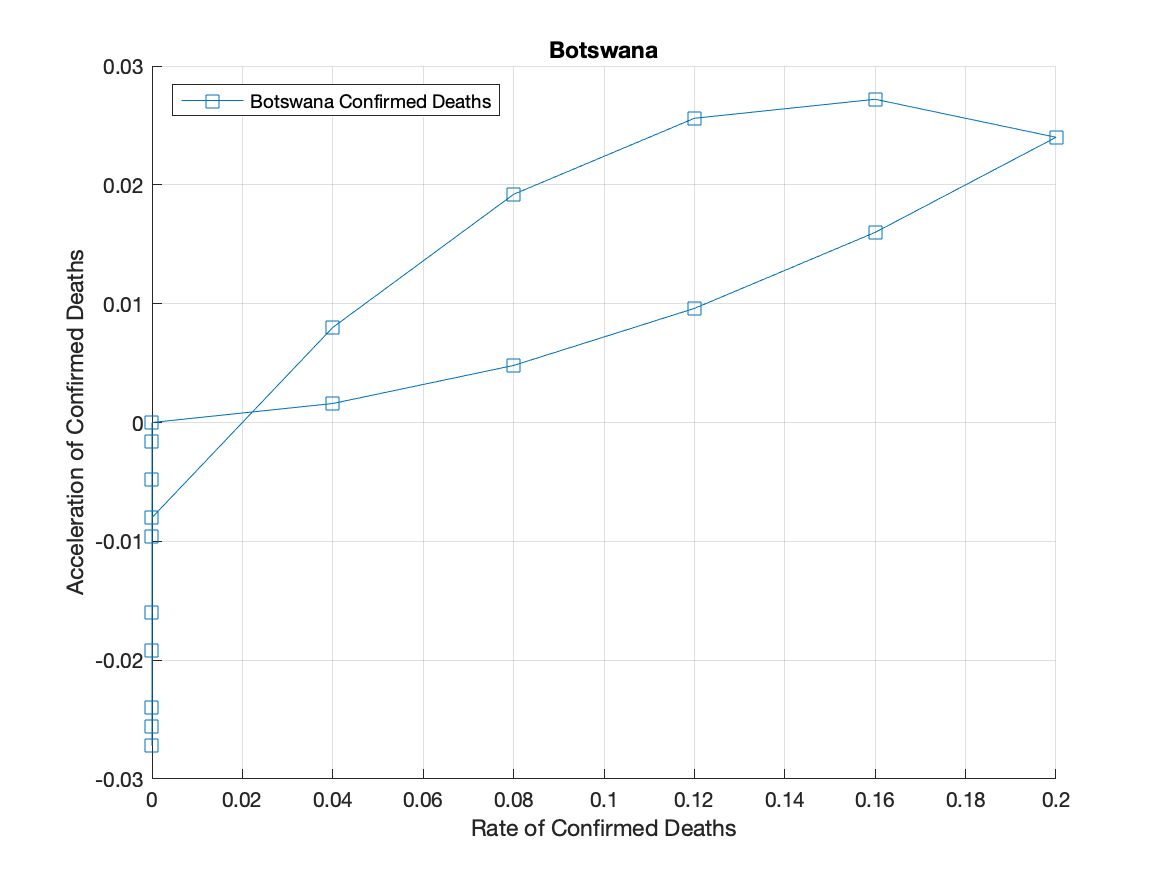 Botswana
Botswana Confirmed Deaths
0.03
0.02
0.01
0
-0.01
-0.02
-0.03
Acceleration of Confirmed Deaths
0 0.02 0.04 0.06 0.08 0.1 0.12 0.14 0.16 0.18 0.2
Rate of Confirmed Deaths